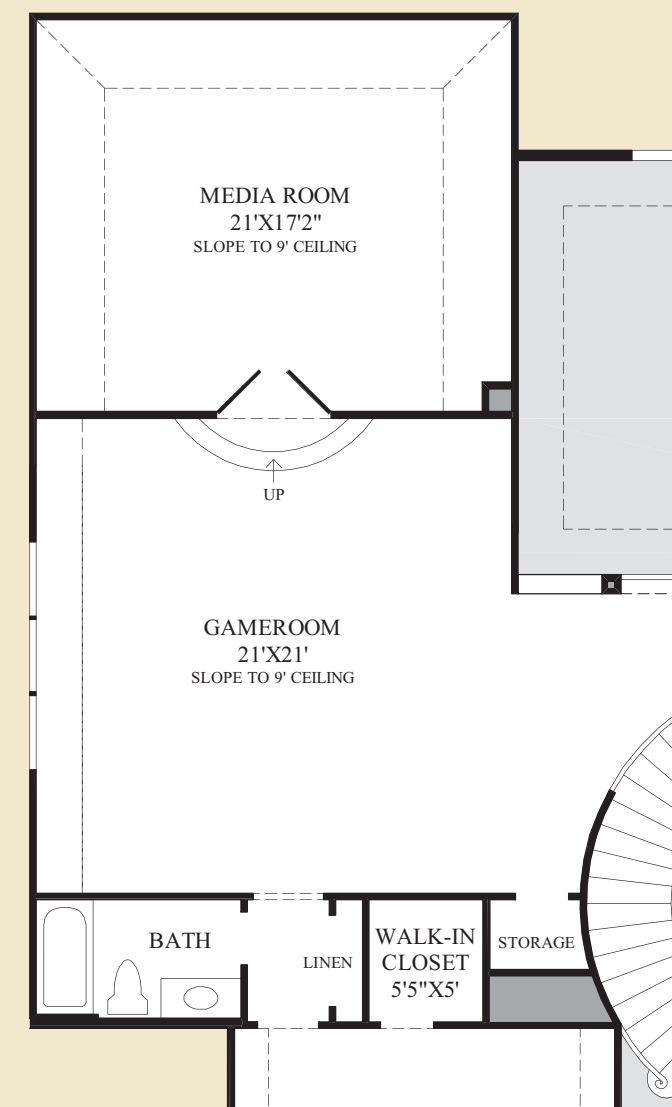 MEDIA ROOM
21'X17'2"
SLOPE TO 9' CEILING
UP
GAMEROOM
21'X21'
SLOPE TO 9' CEILING
BATH
LINEN
WALK-IN
CLOSET
5'5"X5'
STORAGE